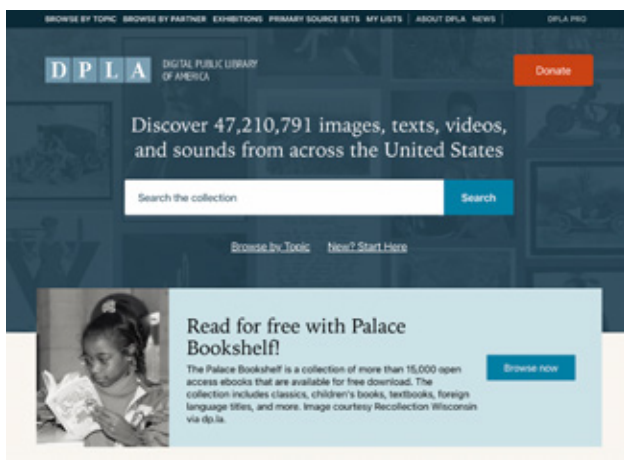 BROWSE BY TOPIC BROWSE BY PARTNER EXHIBITIONS PRIMARY SOURCE SETS MY LISTS ABOUT DPLA NEWS DPLA PRO
DPLA
DIGITAL PUBLIC LIBRARY
OF AMERICA
Donate
Discover 47,210,791 images, texts, videos,
and sounds from across the United States
Search the collection
Search
Browse by Topic New? Start Here
Read for free with Palace
Bookshelf!
The Palace Bookshelf is a collection of more than 15,000 open
access ebooks that are available for free download. The
collection includes classics, children's books, textbooks, foreign
language titles, and more. Image courtesy Recollection Wisconsin
via dp.la.
Browse now